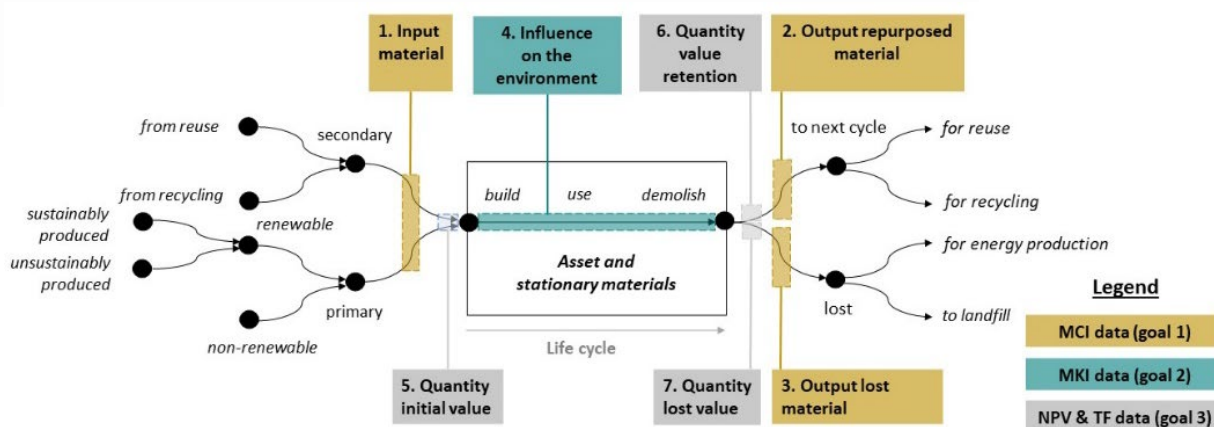 1. Input
material
4. Influence
on the
environment
6. Quantity
value
retention
2. Output repurposed
material
from reuse
secondary
from recycling
sustainably
produced
renewable
unsustainably
produced
primary
non-renewable
build
use
demolish
Asset and
stationary materials
Life cycle
to next cycle
for reuse
for recycling
for energy production
lost
to landfill
5. Quantity
initial value
7. Quantity
lost value
3. Output lost
material
Legend
MCI data (goal 1)
MKI data (goal 2)
NPV & TF data (goal 3)